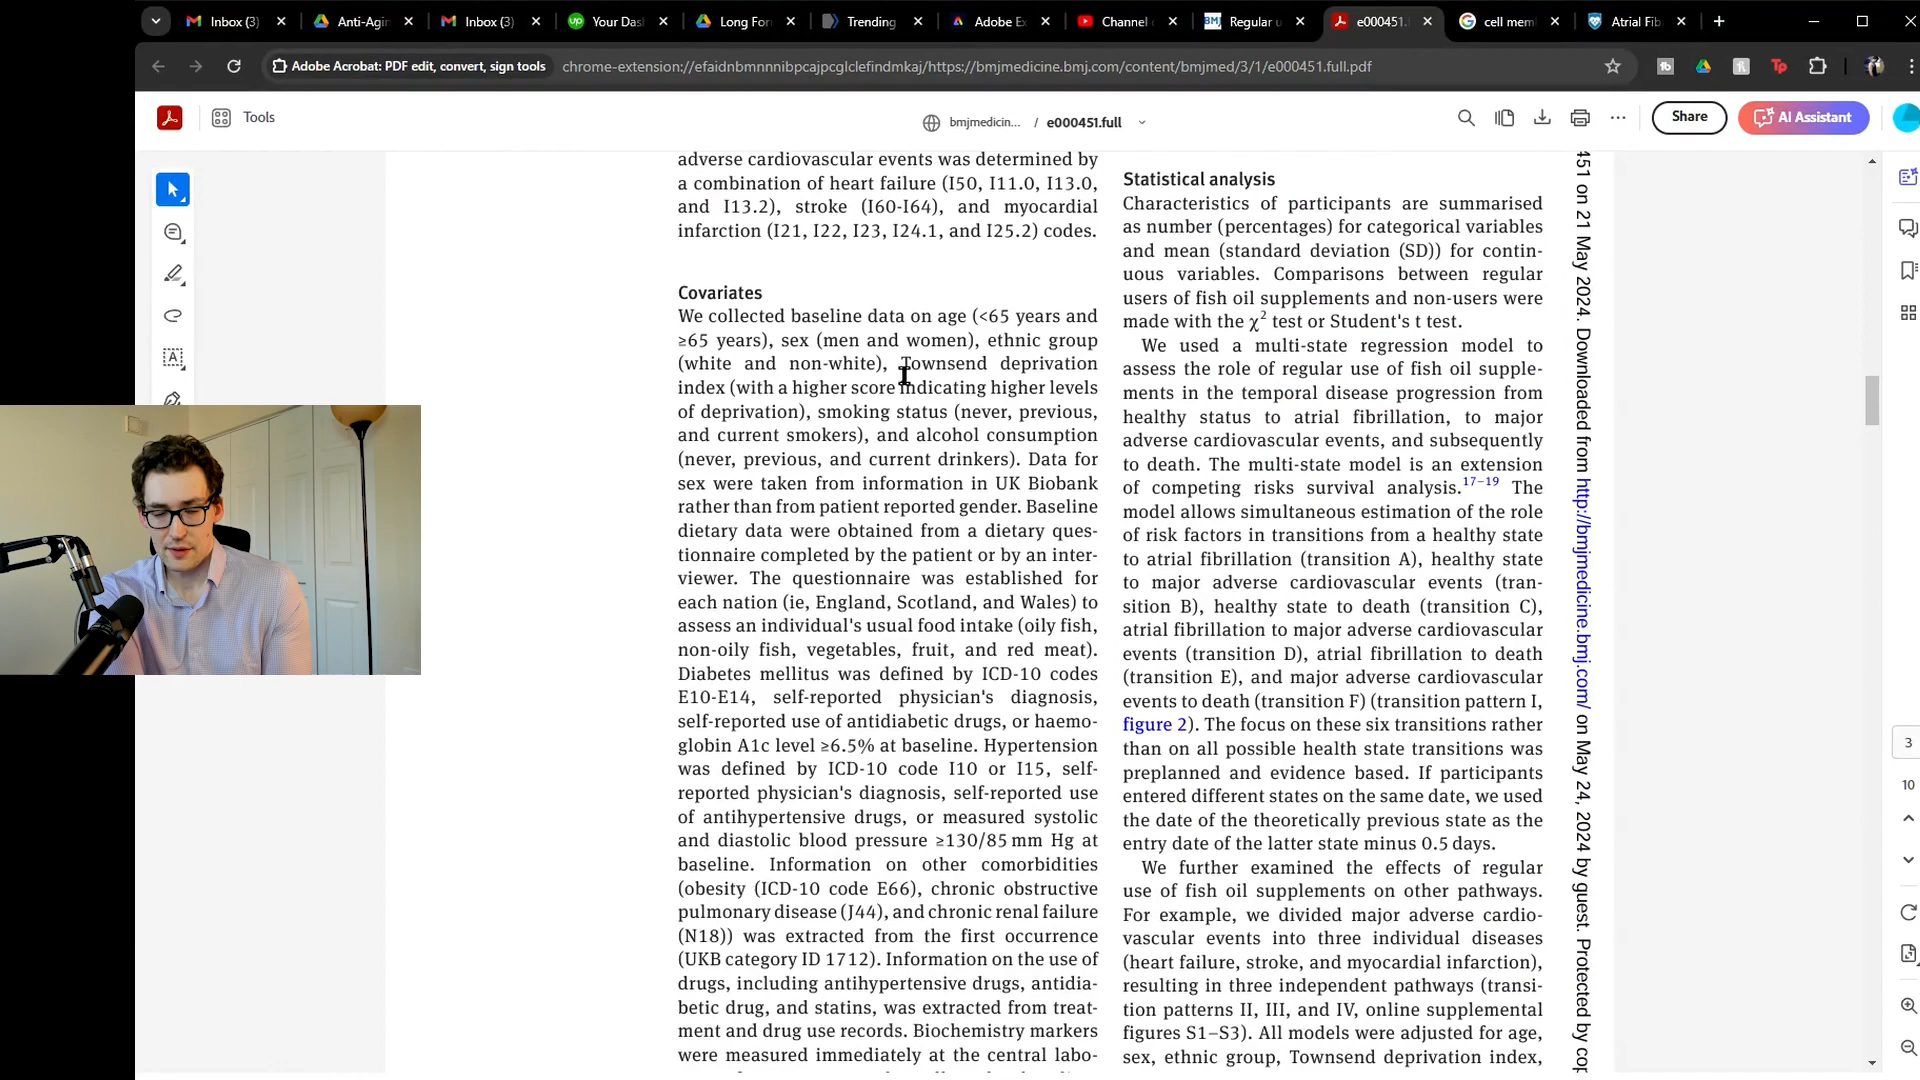 Inbox (3)
Anti-Agin
Inbox (3)
Your Das
Long For
Trending
Adobe Ex
Channel
BMJ
Regular u
e000451.
cell mem
Atrial Fib
Adobe Acrobat: PDF edit, convert, sign tools
chrome-extension://efaidnbmnnnibpcajpcglclefindmkaj/https://bmjmedicine.bmj.com/content/bmjmed/3/1/e000451.full.pdf
Tools
bmjmedicin... / e000451.full
Share
AI Assistant
adverse cardiovascular events was determined by
a combination of heart failure (I50, I11.0, I13.0,
and I13.2), stroke (I60-I64), and myocardial
infarction (I21, I22, I23, I24.1, and I25.2) codes.
Covariates
We collected baseline data on age (<65 years and
≥65 years), sex (men and women), ethnic group
(white and non-white), Townsend deprivation
index (with a higher score indicating higher levels
of deprivation), smoking status (never, previous,
and current smokers), and alcohol consumption
(never, previous, and current drinkers). Data for
sex were taken from information in UK Biobank
rather than from patient reported gender. Baseline
dietary data were obtained from a dietary ques-
tionnaire completed by the patient or by an inter-
viewer. The questionnaire was established for
each nation (ie, England, Scotland, and Wales) to
assess an individual's usual food intake (oily fish,
non-oily fish, vegetables, fruit, and red meat).
Diabetes mellitus was defined by ICD-10 codes
E10-E14, self-reported physician's diagnosis,
self-reported use of antidiabetic drugs, or haemo-
globin A1c level ≥6.5% at baseline. Hypertension
was defined by ICD-10 code I10 or I15, self-
reported physician's diagnosis, self-reported use
of antihypertensive drugs, or measured systolic
and diastolic blood pressure ≥130/85 mm Hg at
baseline. Information on other comorbidities
(obesity (ICD-10 code E66), chronic obstructive
pulmonary disease (J44), and chronic renal failure
(N18)) was extracted from the first occurrence
(UKB category ID 1712). Information on the use of
drugs, including antihypertensive drugs, antidia-
betic drug, and statins, was extracted from treat-
ment and drug use records. Biochemistry markers
were measured immediately at the central labo-
Statistical analysis
Characteristics of participants are summarised
as number (percentages) for categorical variables
and mean (standard deviation (SD)) for contin-
uous variables. Comparisons between regular
users of fish oil supplements and non-users were
made with the χ2 test or Student's t test.
We used a multi-state regression model to
assess the role of regular use of fish oil supple-
ments in the temporal disease progression from
healthy status to atrial fibrillation, to major
adverse cardiovascular events, and subsequently
to death. The multi-state model is an extension
of competing risks survival analysis.17–19 The
model allows simultaneous estimation of the role
of risk factors in transitions from a healthy state
to atrial fibrillation (transition A), healthy state
to major adverse cardiovascular events (tran-
sition B), healthy state to death (transition C),
atrial fibrillation to major adverse cardiovascular
events (transition D), atrial fibrillation to death
(transition E), and major adverse cardiovascular
events to death (transition F) (transition pattern I,
figure 2). The focus on these six transitions rather
than on all possible health state transitions was
preplanned and evidence based. If participants
entered different states on the same date, we used
the date of the theoretically previous state as the
entry date of the latter state minus 0.5 days.
We further examined the effects of regular
use of fish oil supplements on other pathways.
For example, we divided major adverse cardio-
vascular events into three individual diseases
(heart failure, stroke, and myocardial infarction),
resulting in three independent pathways (transi-
tion patterns II, III, and IV, online supplemental
figures S1–S3). All models were adjusted for age,
sex, ethnic group, Townsend deprivation index,
451 on 21 May 2024. Downloaded from http://bmjmedicine.bmj.com/ on May 24, 2024 by guest. Protected by cop
3
10